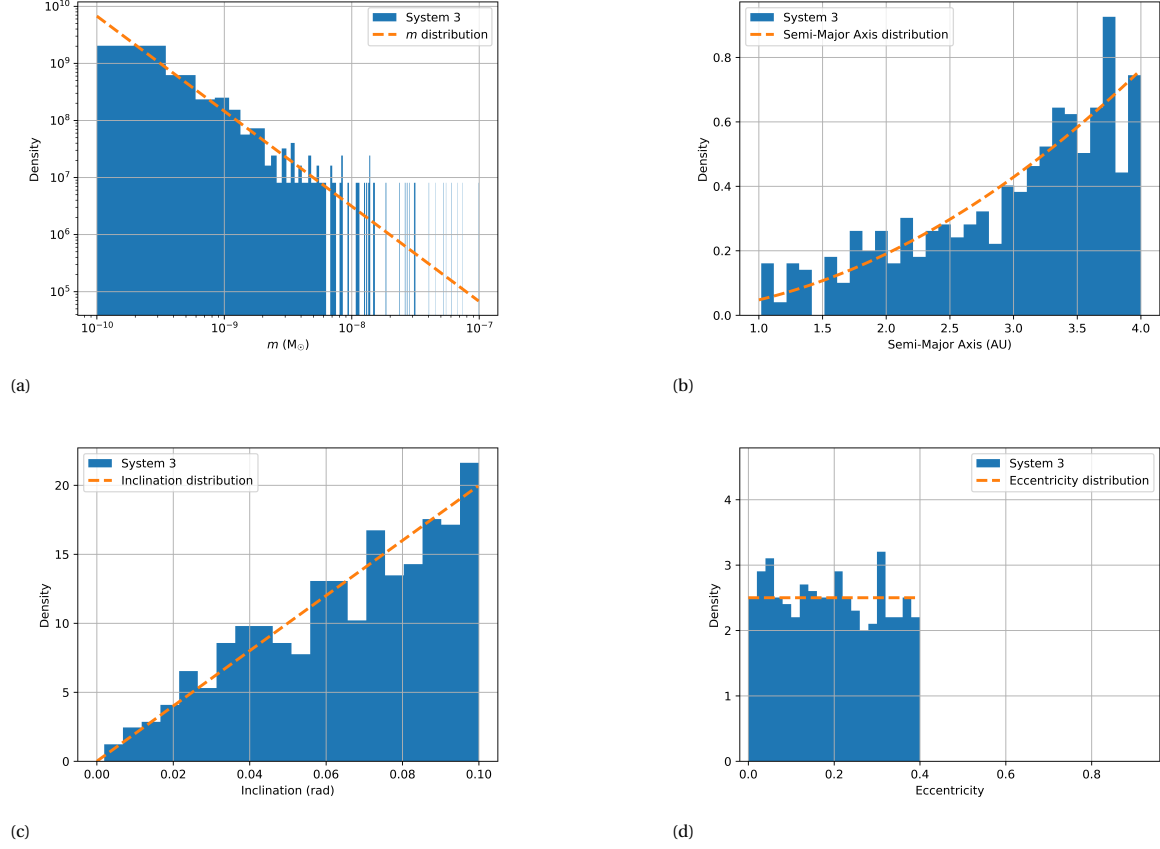 10^10
10^9
10^8
10^7
10^6
10^5
Density
10^−10
10^−9
10^−8
10^−7
m (M☉)
System 3
m distribution
(a)
0.8
0.6
0.4
0.2
0.0
Density
1.0 1.5 2.0 2.5 3.0 3.5 4.0
Semi-Major Axis (AU)
System 3
Semi-Major Axis distribution
(b)
20
15
10
5
0
Density
0.00 0.02 0.04 0.06 0.08 0.10
Inclination (rad)
System 3
Inclination distribution
(c)
4
3
2
1
0
Density
0.0 0.2 0.4 0.6 0.8
Eccentricity
System 3
Eccentricity distribution
(d)